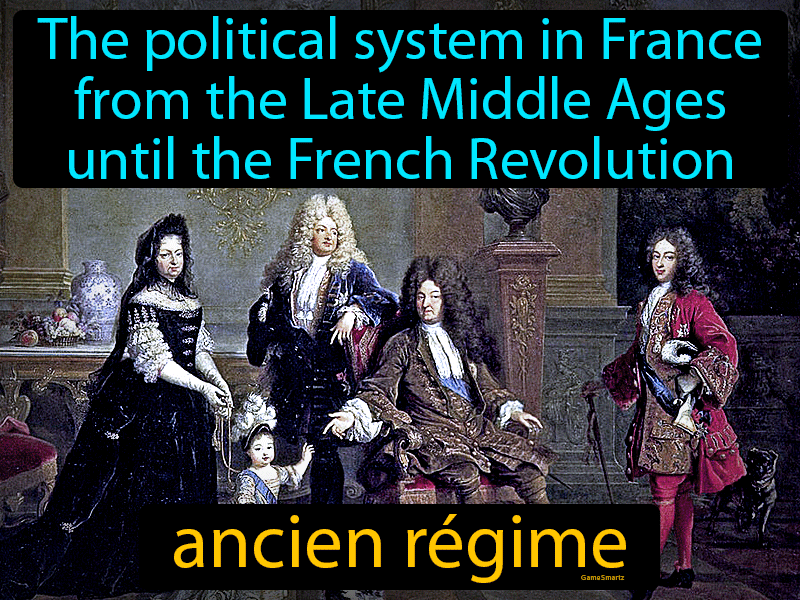 The political system in France
from the Late Middle Ages
until the French Revolution
ancien régime
GameSmartz